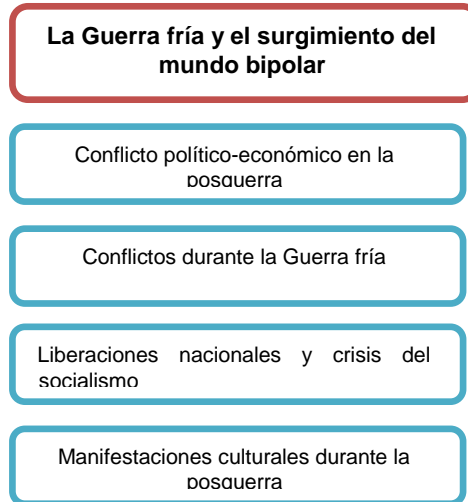 La Guerra fría y el surgimiento del
mundo bipolar
Conflicto político-económico en la
posguerra
Conflictos durante la Guerra fría
Liberaciones nacionales y crisis del
socialismo
Manifestaciones culturales durante la
posguerra